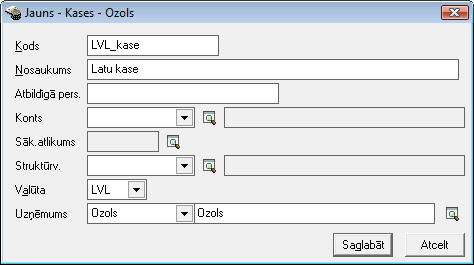 Jauns - Kases - Ozols
Kods LVL_kase
Nosaukums Latu kase
Atbildīgā pers.
Konts
Sāk.atlikums
Struktūrv.
Valūta LVL
Uzņēmums Ozols Ozols
Saglabāt Atcelt